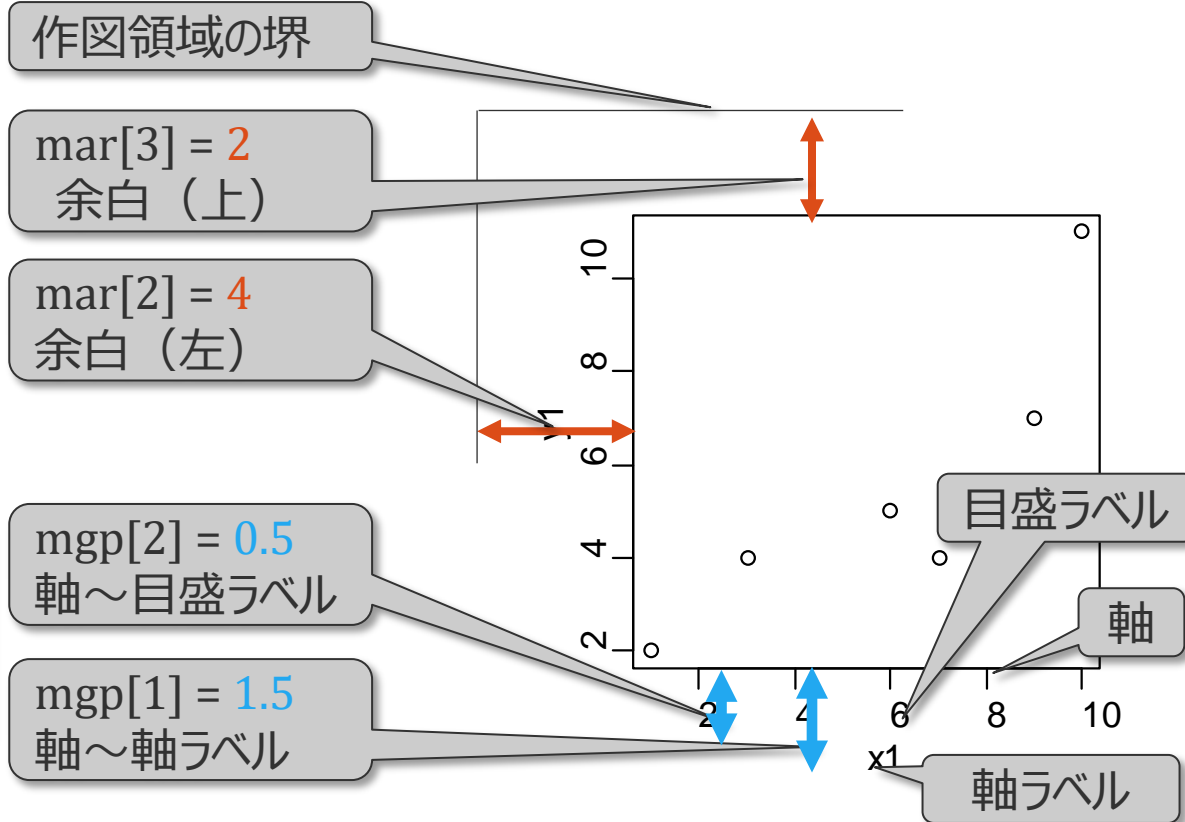 作図領域の堺
mar[3] = 2
余白（上）
mar[2] = 4
余白（左）
mgp[2] = 0.5
軸～目盛ラベル
mgp[1] = 1.5
軸～軸ラベル
10
8
6
4
2
目盛ラベル
軸
2
4
6
8
10
x1
軸ラベル